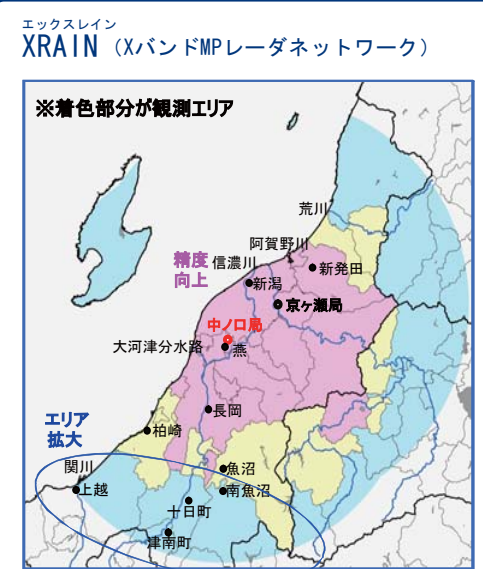 エックスレイン
XRAIN（XバンドMPレーダネットワーク）
※着色部分が観測エリア
荒川
阿賀野川
精度
向上
信濃川
新発田
新潟
京ヶ瀬局
中ノ口局
大河津分水路
燕
長岡
エリア
拡大
柏崎
関川
魚沼
上越
南魚沼
十日町
津南町